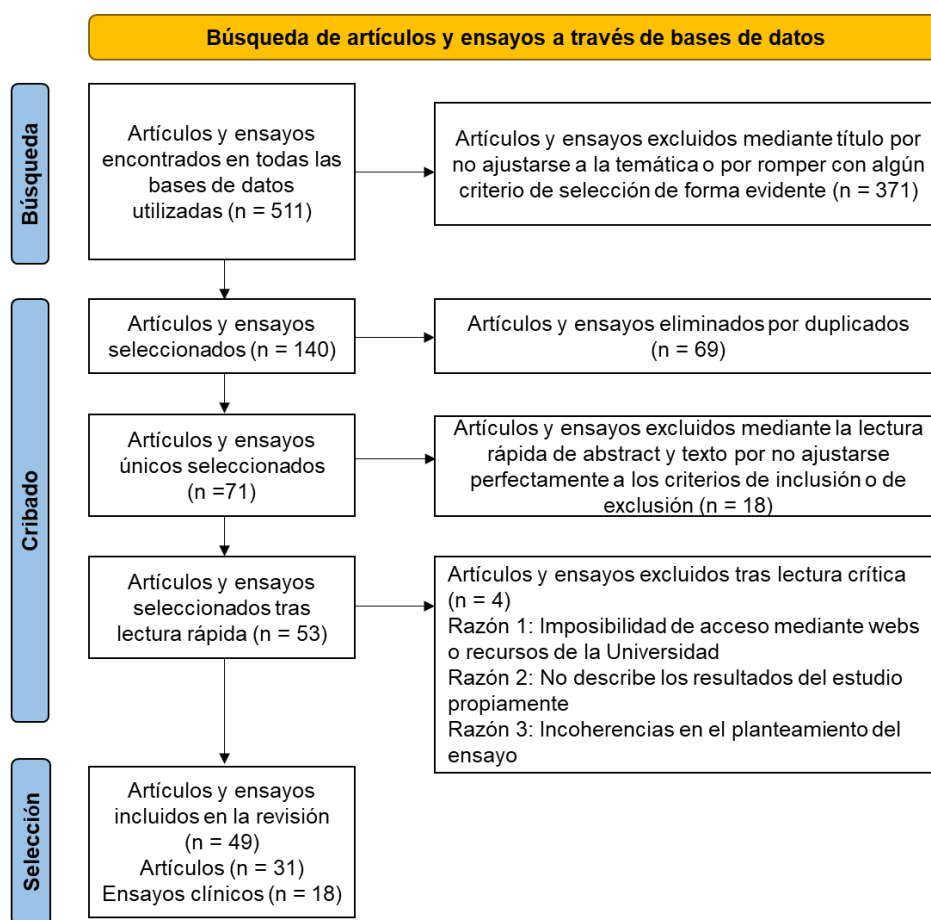 Búsqueda de artículos y ensayos a través de bases de datos
Búsqueda
Artículos y ensayos
encontrados en todas las
bases de datos
utilizadas (n = 511)
Artículos y ensayos excluidos mediante título por
no ajustarse a la temática o por romper con algún
criterio de selección de forma evidente (n = 371)
Cribado
Artículos y ensayos
seleccionados (n = 140)
Artículos y ensayos eliminados por duplicados
(n = 69)
Artículos y ensayos
únicos seleccionados
(n =71)
Artículos y ensayos excluidos mediante la lectura
rápida de abstract y texto por no ajustarse
perfectamente a los criterios de inclusión o de
exclusión (n = 18)
Artículos y ensayos
seleccionados tras
lectura rápida (n = 53)
Artículos y ensayos excluidos tras lectura crítica
(n = 4)
Razón 1: Imposibilidad de acceso mediante webs
o recursos de la Universidad
Razón 2: No describe los resultados del estudio
propiamente
Razón 3: Incoherencias en el planteamiento del
ensayo
Selección
Artículos y ensayos
incluidos en la revisión
(n = 49)
Artículos (n = 31)
Ensayos clínicos (n = 18)